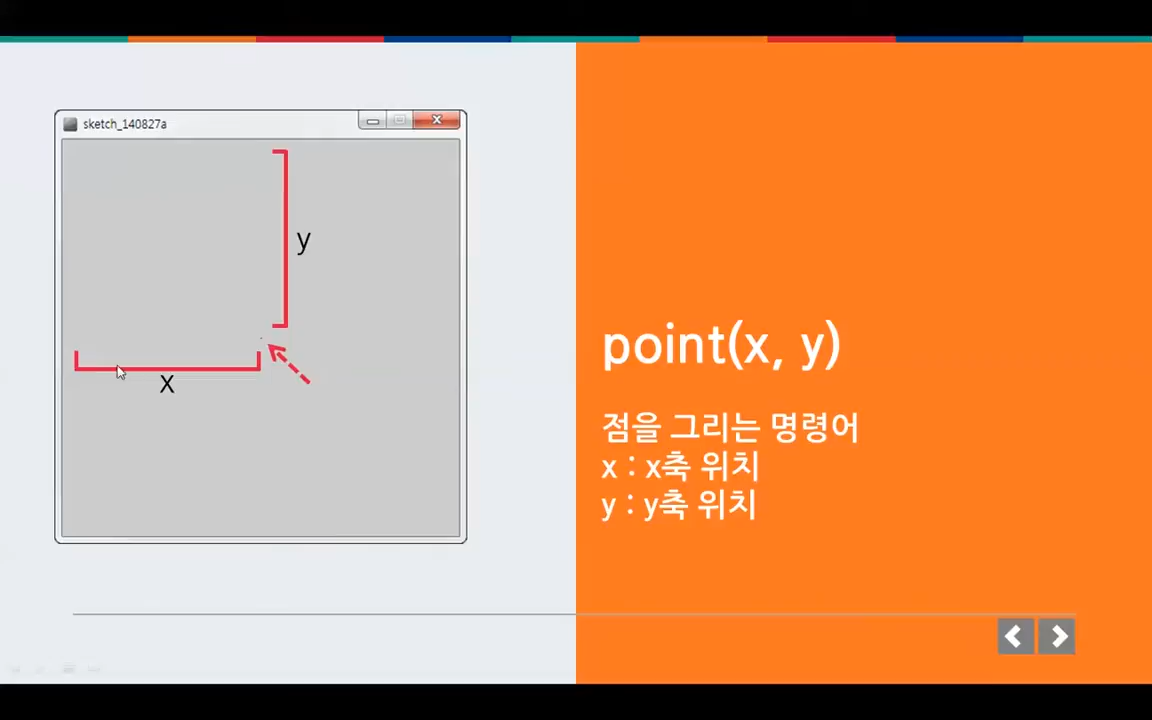 sketch_140827a
y
x
point(x, y)
점을 그리는 명령어
x : x축 위치
y : y축 위치